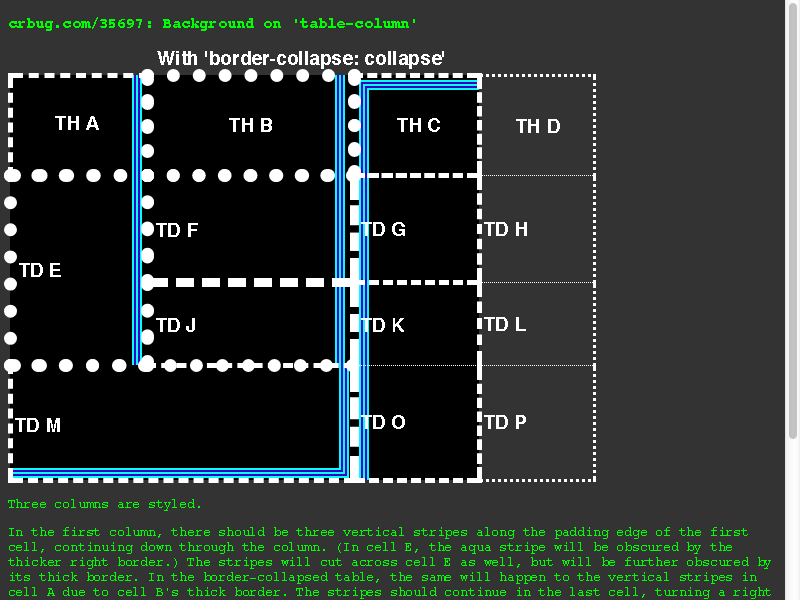 crbug.com/35697: Background on 'table-column'
With 'border-collapse: collapse'
TH A TH B TH C TH D
TD F TD G TD H
TD E
TD J TD K TD L
TD M TD O TD P
Three columns are styled.
In the first column, there should be three vertical stripes along the padding edge of the first
cell, continuing down through the column. (In cell E, the aqua stripe will be obscured by the
thicker right border.) The stripes will cut across cell E as well, but will be further obscured by
its thick border. In the border-collapsed table, the same will happen to the vertical stripes in
cell A due to cell B's thick border. The stripes should continue in the last cell, turning a right